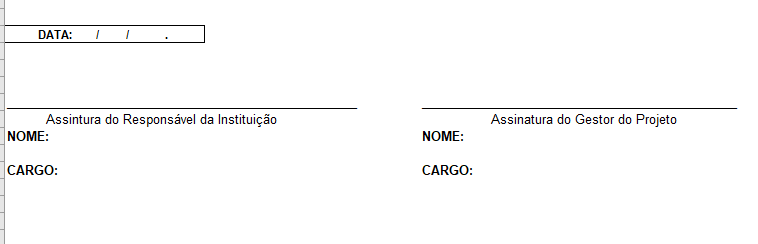 DATA: / / .
Assintura do Responsável da Instituição
Assinatura do Gestor do Projeto
NOME:
NOME:
CARGO:
CARGO: